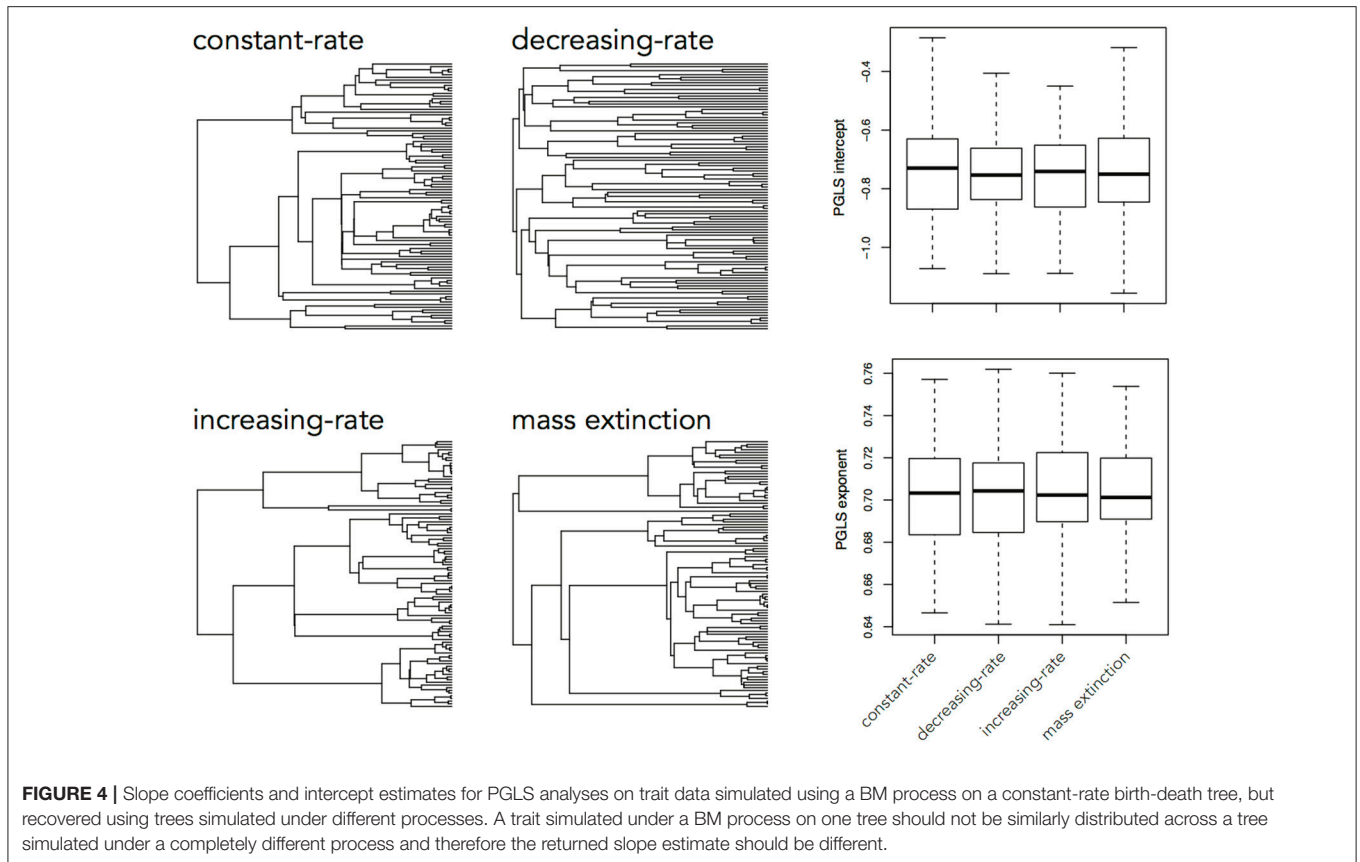 constant-rate
decreasing-rate
increasing-rate
mass extinction
PGLS intercept
−0.4
−0.6
−0.8
−1.0
PGLS exponent
0.76
0.74
0.72
0.70
0.68
0.66
0.64
constant-rate
decreasing-rate
increasing-rate
mass extinction
FIGURE 4 | Slope coefficients and intercept estimates for PGLS analyses on trait data simulated using a BM process on a constant-rate birth-death tree, but
recovered using trees simulated under different processes. A trait simulated under a BM process on one tree should not be similarly distributed across a tree
simulated under a completely different process and therefore the returned slope estimate should be different.